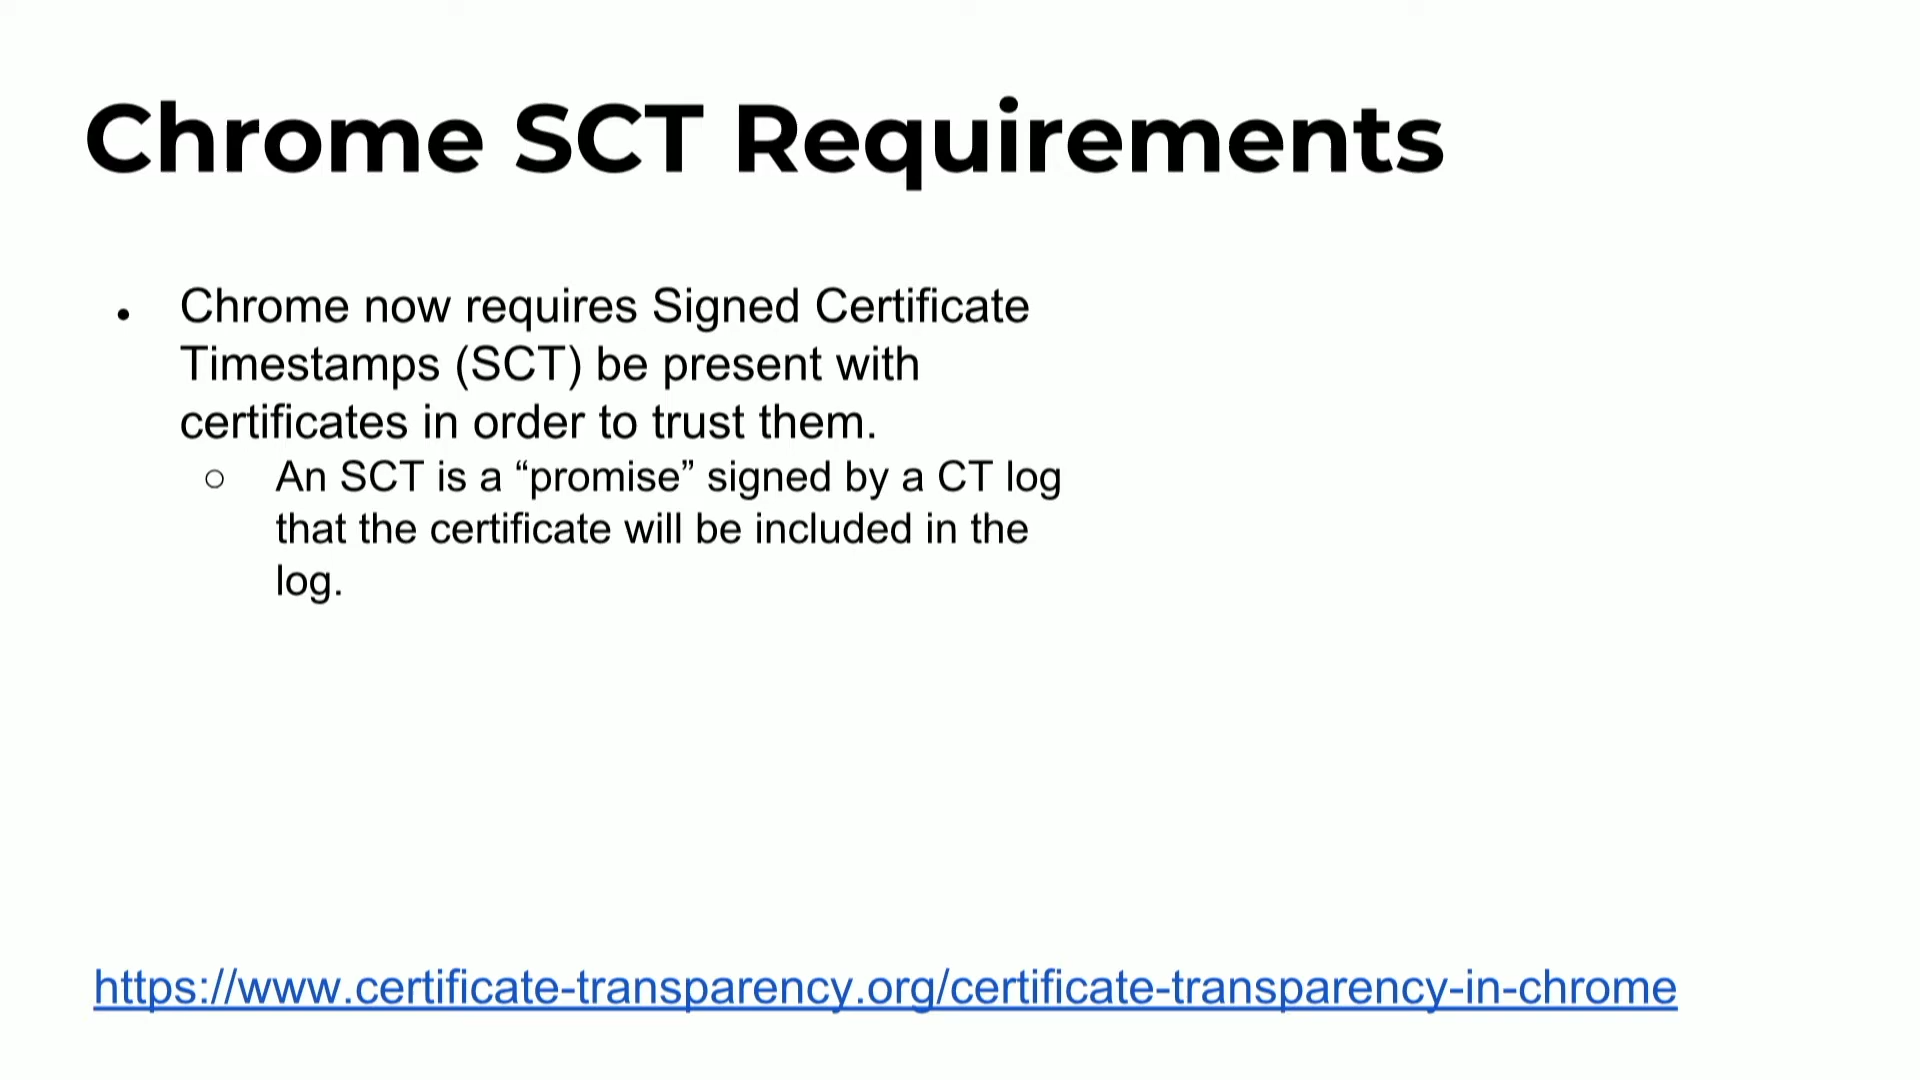 Chrome SCT Requirements
• Chrome now requires Signed Certificate
Timestamps (SCT) be present with
certificates in order to trust them.
○ An SCT is a “promise” signed by a CT log
that the certificate will be included in the
log.
https://www.certificate-transparency.org/certificate-transparency-in-chrome